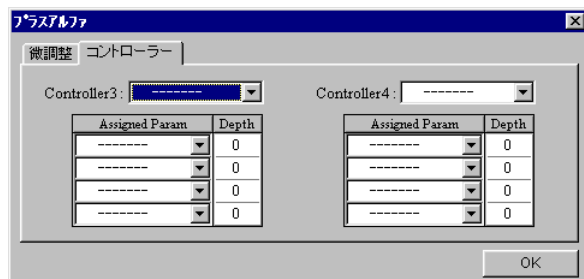 プラスアルファ
微調整 コントローラー
Controller3 : ------- Controller4 : -------
Assigned Param Depth Assigned Param Depth
------- 0 ------- 0
------- 0 ------- 0
------- 0 ------- 0
------- 0 ------- 0
OK